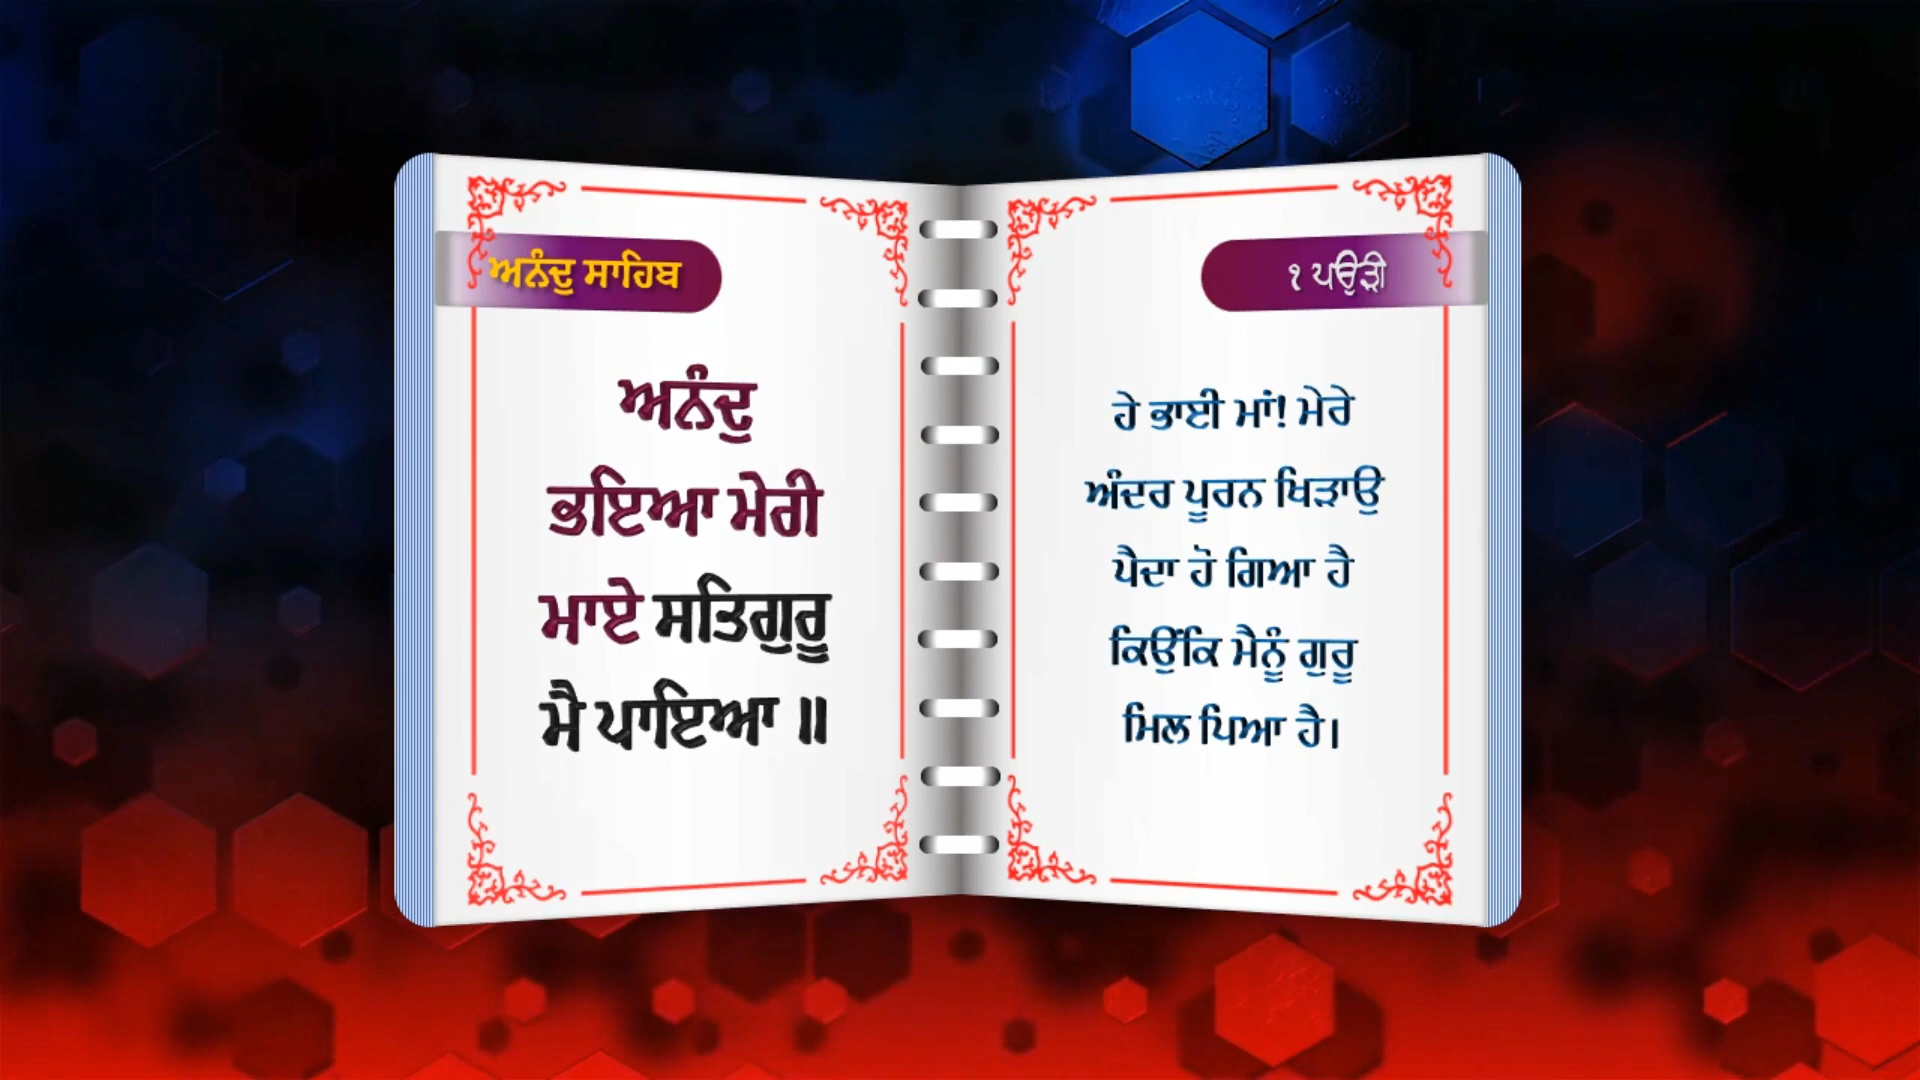 ਅਨੰਦੁ ਸਾਹਿਬ
ਅਨੰਦੁ
ਭਇਆ ਮੇਰੀ
ਮਾਏ ਸਤਿਗੁਰੂ
ਮੈ ਪਾਇਆ ॥
੧ ਪਉੜੀ
ਹੇ ਭਾਈ ਮਾਂ! ਮੇਰੇ
ਅੰਦਰ ਪੂਰਨ ਖਿੜਾਉ
ਪੈਦਾ ਹੋ ਗਿਆ ਹੈ
ਕਿਉਂਕਿ ਮੈਨੂੰ ਗੁਰੂ
ਮਿਲ ਪਿਆ ਹੈ।